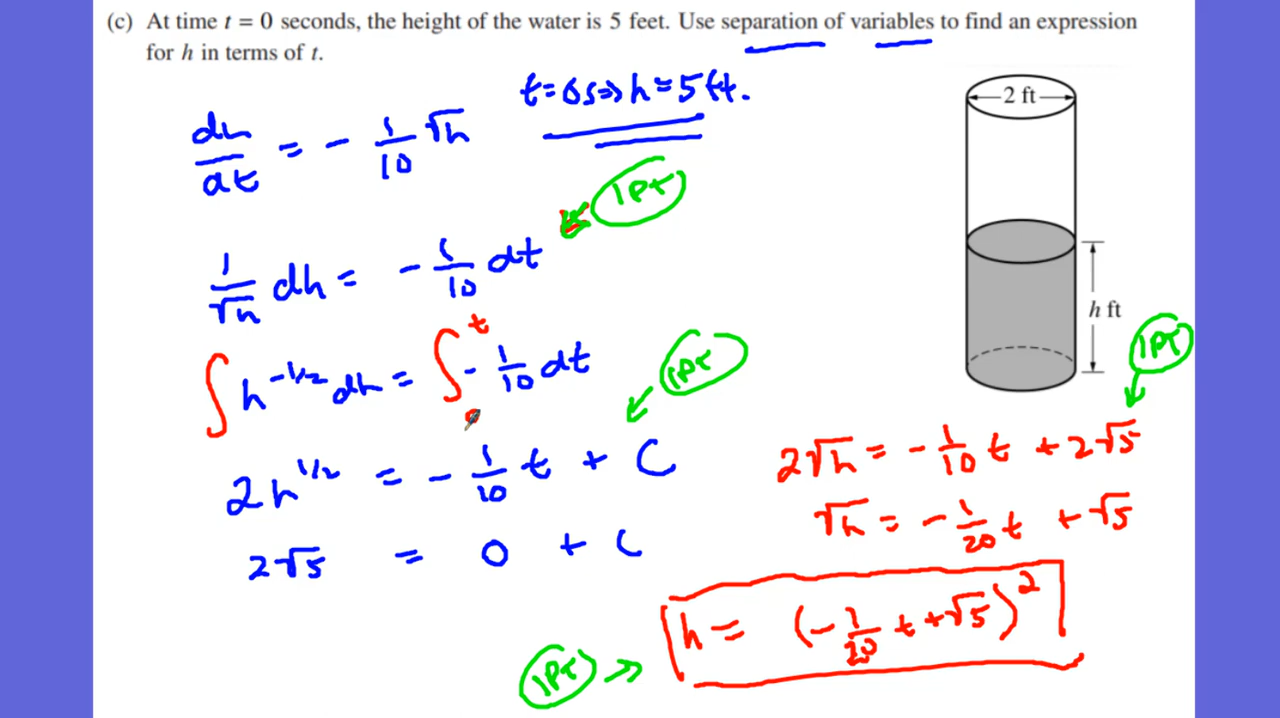 (c) At time t = 0 seconds, the height of the water is 5 feet. Use separation of variables to find an expression
for h in terms of t.
t=0s⇒h=5ft.
dh/dt = - 1/10 √h
1PT
1/√h dh = - 1/10 dt
∫ h^-1/2 dh = ∫ t - 1/10 dt
1PT
2h^1/2 = - 1/10 t + C
2√5 = 0 + C
2 ft
h ft
1PT
2√h = - 1/10 t + 2√5
√h = - 1/20 t + √5
h = (- 1/20 t + √5)^2
1PT